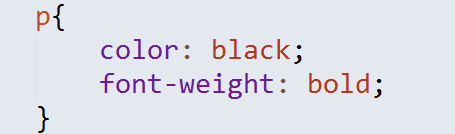 p{
    color: black;
    font-weight: bold;
}